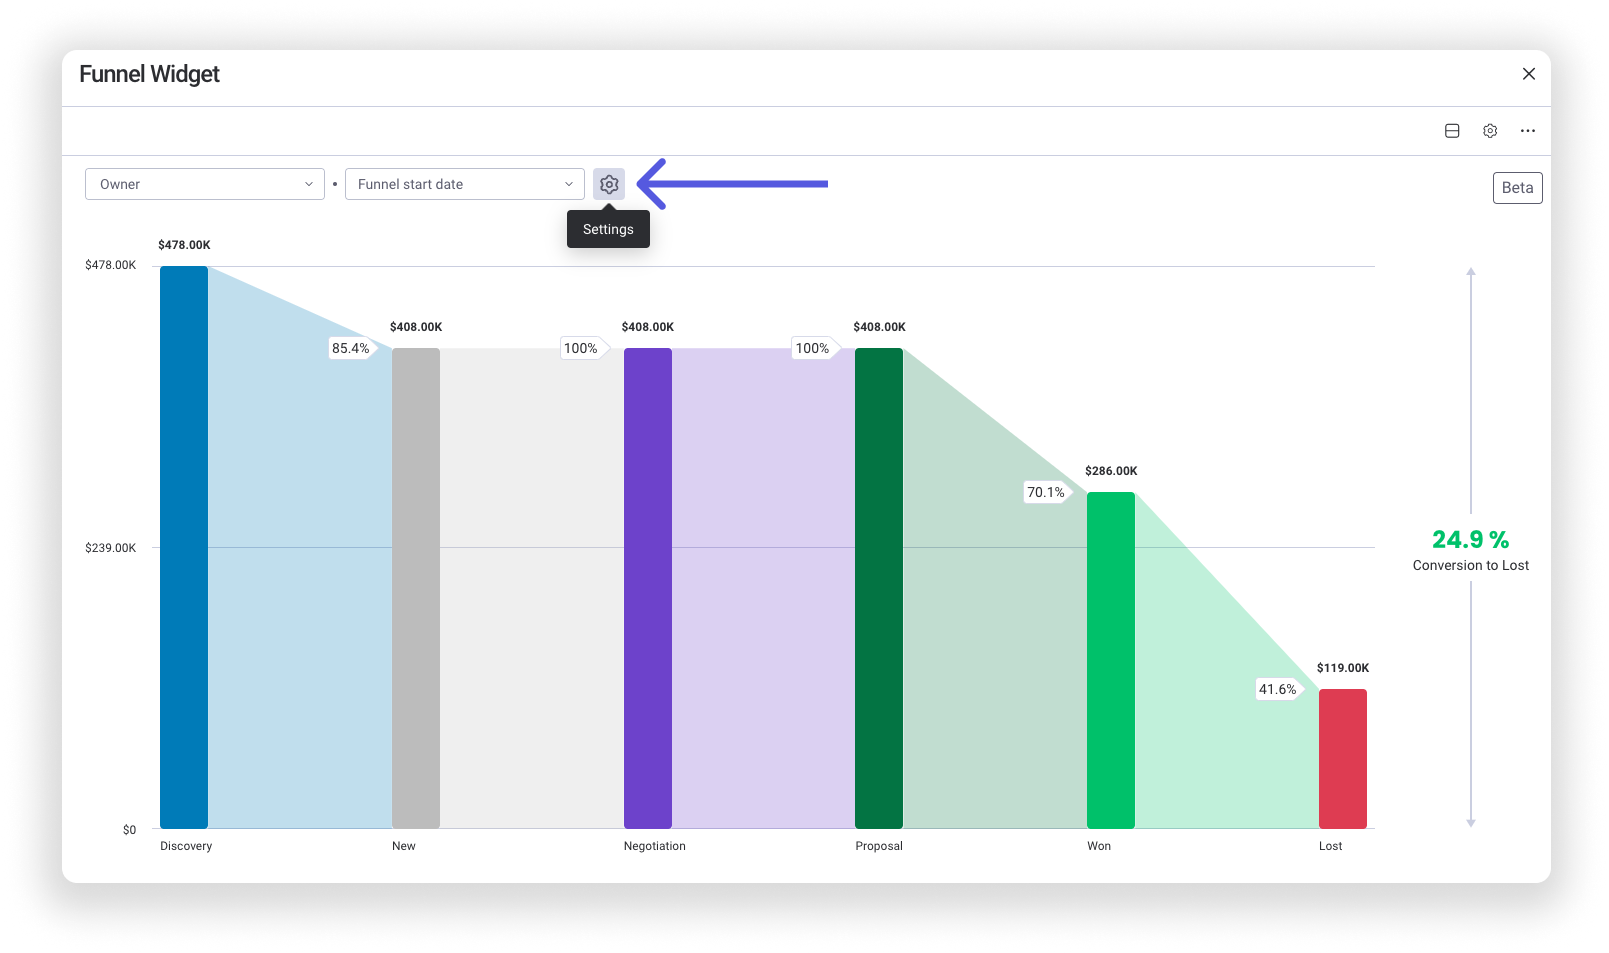 Funnel Widget
Owner
Funnel start date
Beta
Settings
$478.00K
$478.00K
$408.00K
$408.00K
$408.00K
85.4%
100%
100%
$286.00K
70.1%
$239.00K
24.9 %
Conversion to Lost
$119.00K
41.6%
$0
Discovery
New
Negotiation
Proposal
Won
Lost